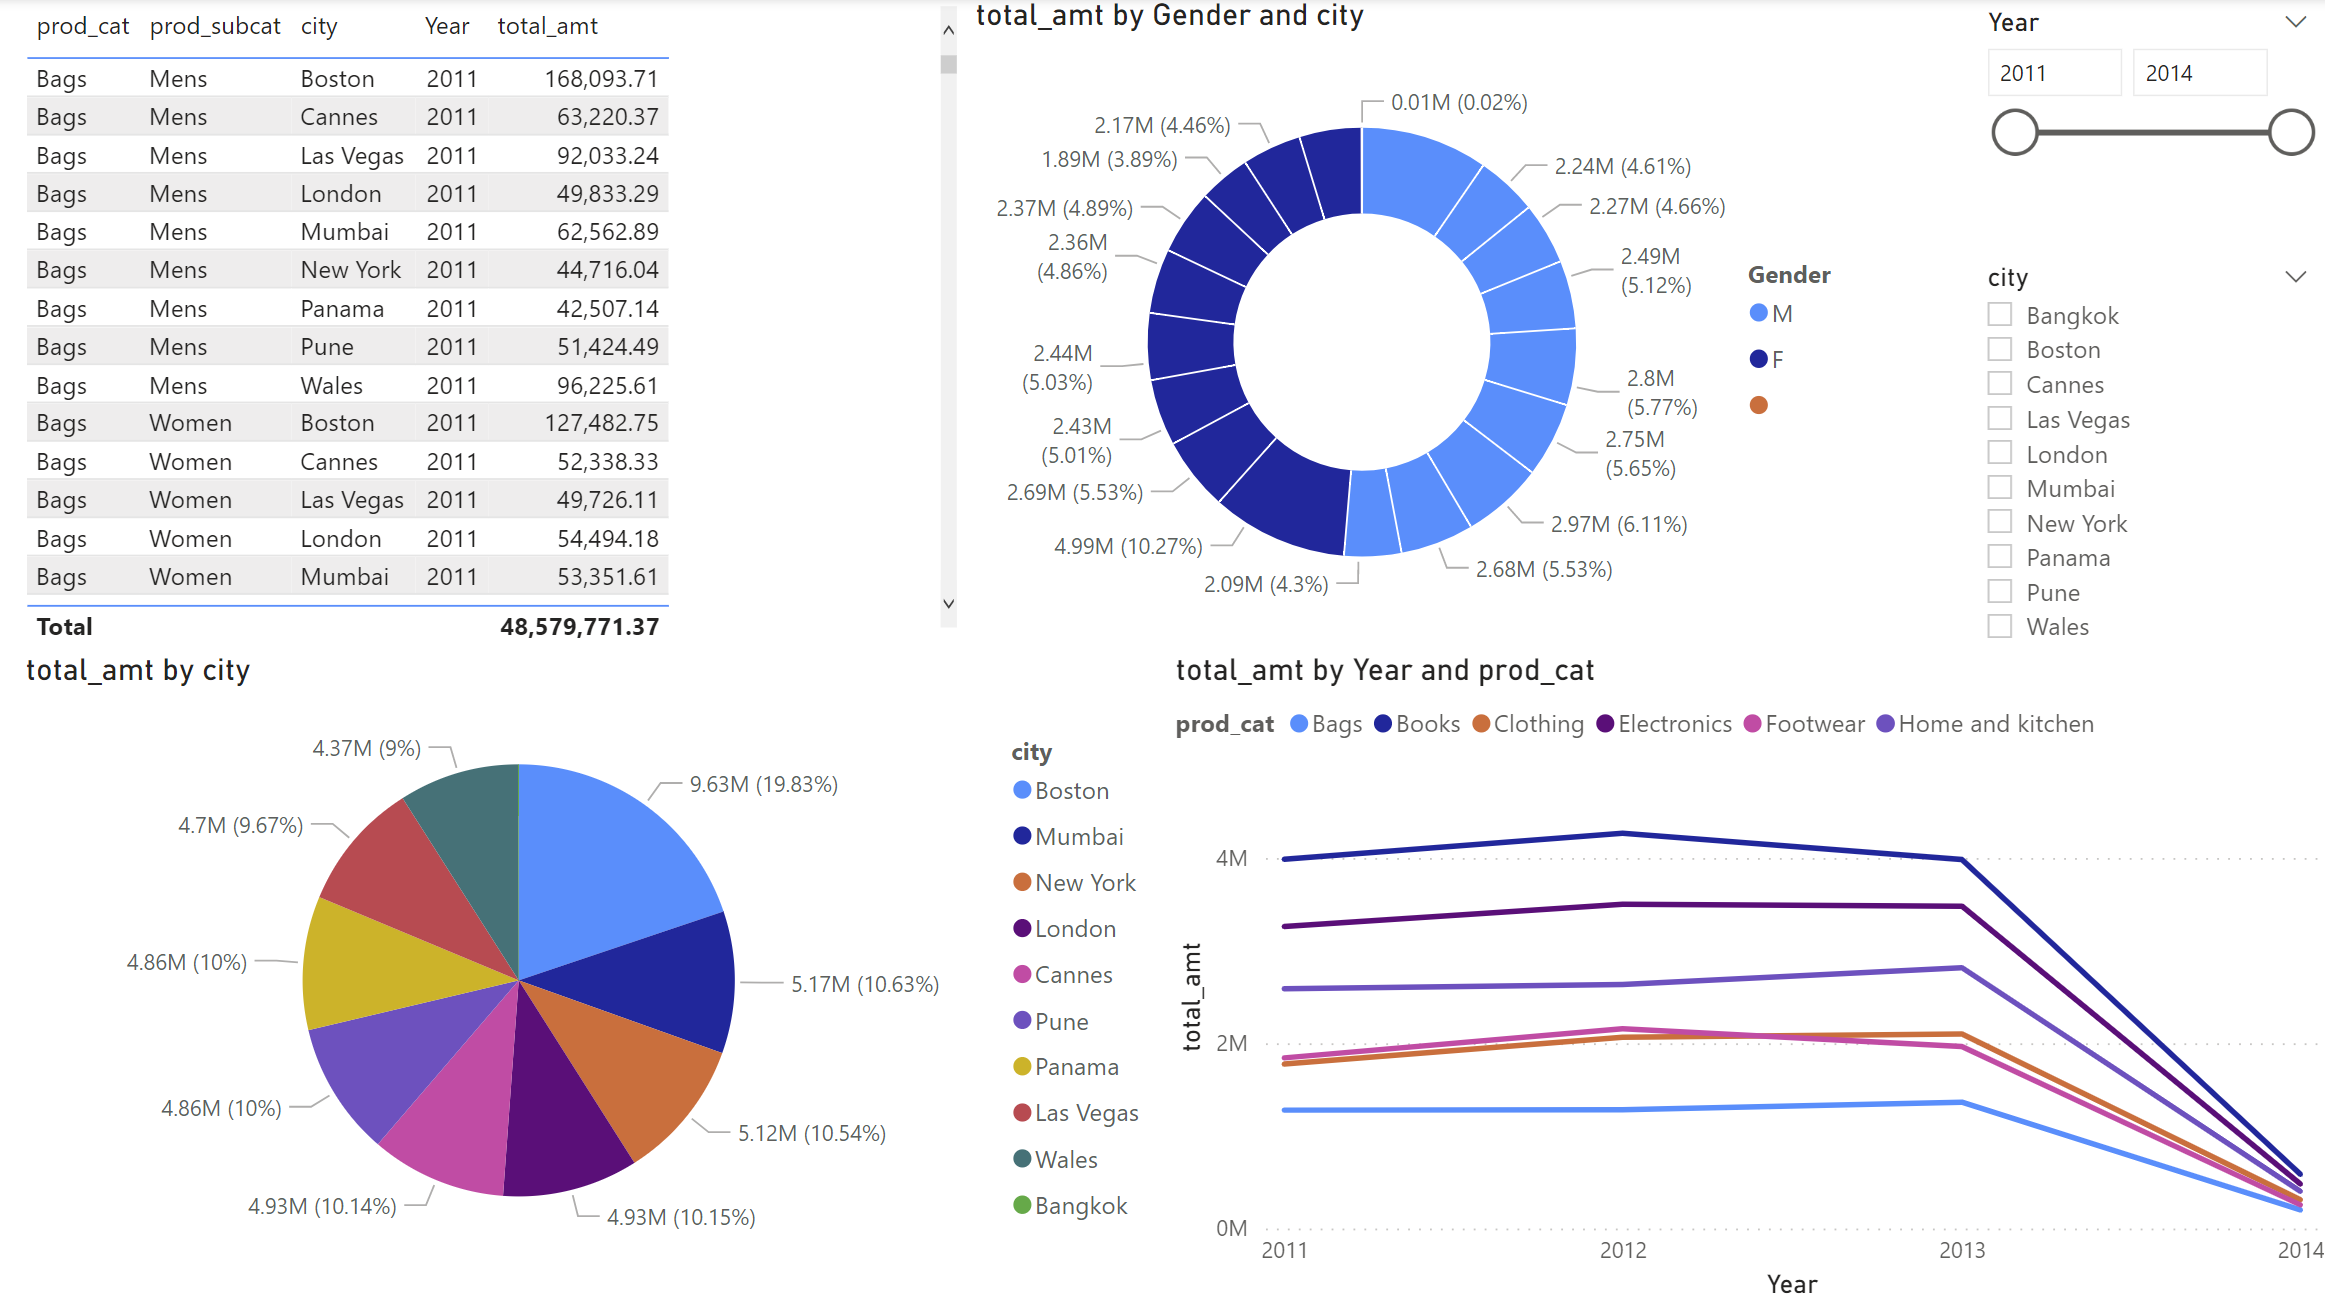 prod_cat prod_subcat city Year total_amt
Bags Mens Boston 2011 168,093.71
Bags Mens Cannes 2011 63,220.37
Bags Mens Las Vegas 2011 92,033.24
Bags Mens London 2011 49,833.29
Bags Mens Mumbai 2011 62,562.89
Bags Mens New York 2011 44,716.04
Bags Mens Panama 2011 42,507.14
Bags Mens Pune 2011 51,424.49
Bags Mens Wales 2011 96,225.61
Bags Women Boston 2011 127,482.75
Bags Women Cannes 2011 52,338.33
Bags Women Las Vegas 2011 49,726.11
Bags Women London 2011 54,494.18
Bags Women Mumbai 2011 53,351.61
Total 48,579,771.37
total_amt by Gender and city
0.01M (0.02%)
2.24M (4.61%)
2.27M (4.66%)
2.49M
(5.12%)
2.8M
(5.77%)
2.75M
(5.65%)
2.97M (6.11%)
2.68M (5.53%)
2.09M (4.3%)
4.99M (10.27%)
2.69M (5.53%)
2.43M
(5.01%)
2.44M
(5.03%)
2.36M
(4.86%)
2.37M (4.89%)
1.89M (3.89%)
2.17M (4.46%)
Gender
M
F
Year
2011 2014
city
Bangkok
Boston
Cannes
Las Vegas
London
Mumbai
New York
Panama
Pune
Wales
total_amt by city
9.63M (19.83%)
5.17M (10.63%)
5.12M (10.54%)
4.93M (10.15%)
4.93M (10.14%)
4.86M (10%)
4.86M (10%)
4.7M (9.67%)
4.37M (9%)
city
Boston
Mumbai
New York
London
Cannes
Pune
Panama
Las Vegas
Wales
Bangkok
total_amt by Year and prod_cat
prod_cat Bags Books Clothing Electronics Footwear Home and kitchen
total_amt
4M
2M
0M
2011 2012 2013 2014
Year